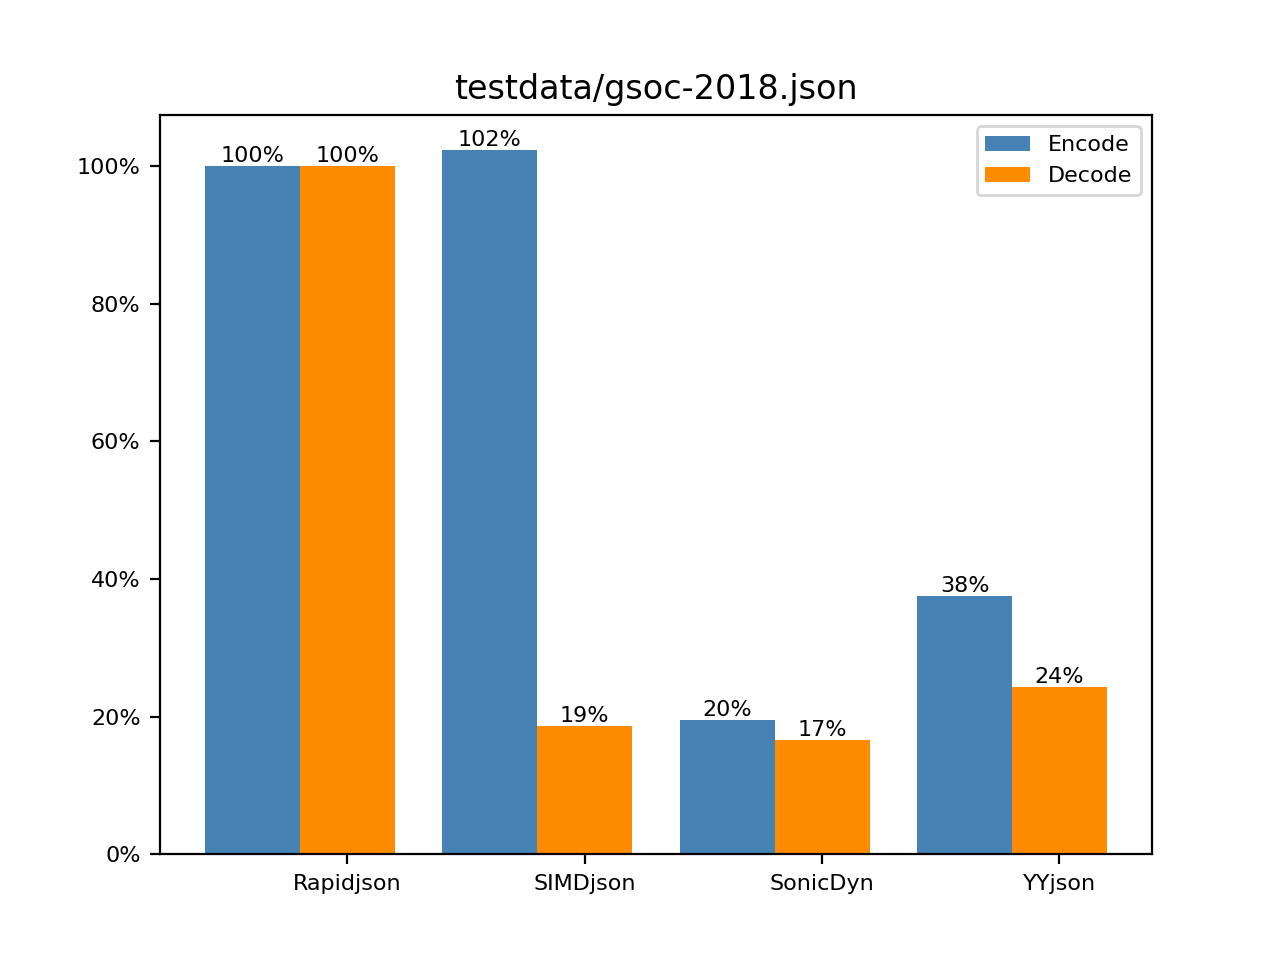 testdata/gsoc-2018.json
100% 100% 102%
Encode
Decode
100%
80%
60%
40%
20%
0%
19%
20%
17%
38%
24%
Rapidjson SIMDjson SonicDyn YYjson